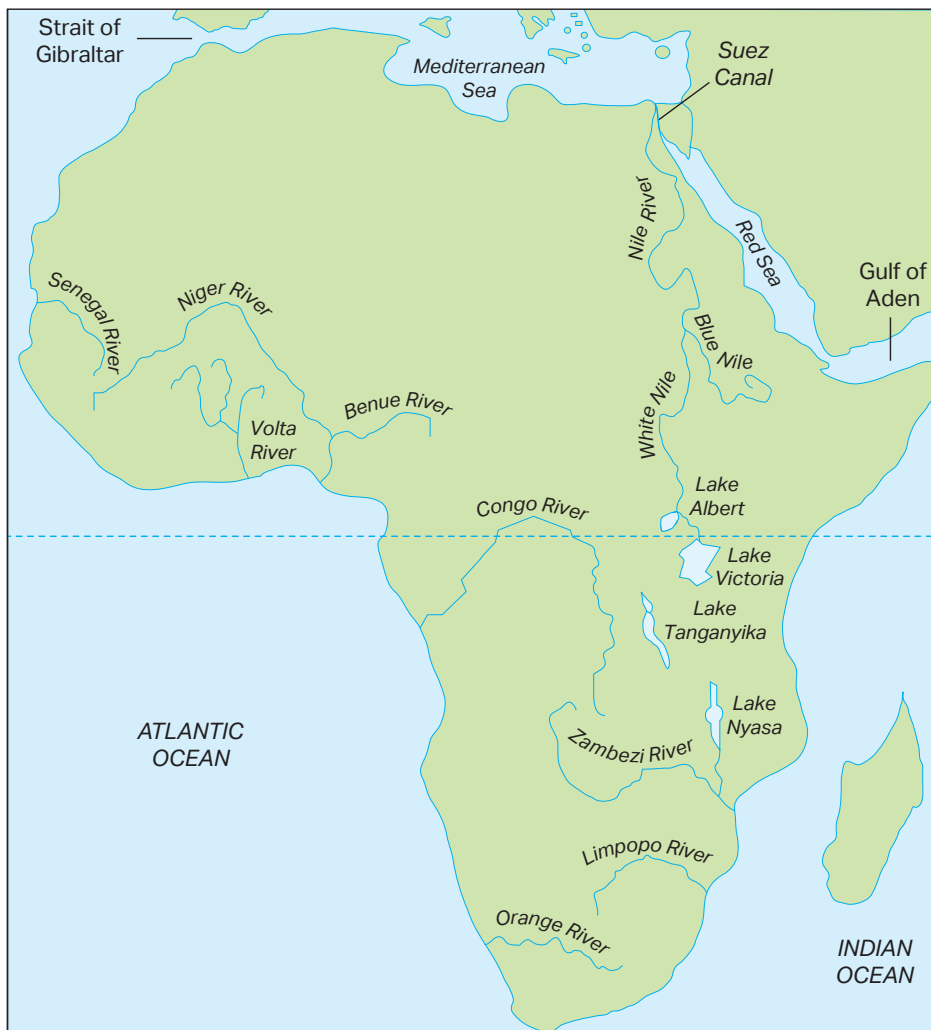 Strait of
Gibraltar
Mediterranean
Sea
Suez
Canal
Nile River
Red Sea
Gulf of
Aden
Senegal River
Niger River
Blue Nile
White Nile
Benue River
Volta
River
Lake
Albert
Congo River
Lake
Victoria
Lake
Tanganyika
Lake
Nyasa
ATLANTIC
OCEAN
Zambezi River
Limpopo River
Orange River
INDIAN
OCEAN